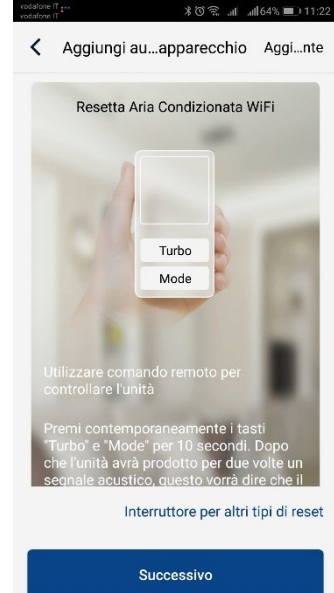 vodafone IT
vodafone IT
64% 11:22
Aggiungi au...apparecchio Aggi...nte
Resetta Aria Condizionata WiFi
Turbo
Mode
Utilizzare comando remoto per
controllare l'unità
Premi contemporaneamente i tasti
"Turbo" e "Mode" per 10 secondi. Dopo
che l'unità avrà prodotto per due volte un
segnale acustico, questo vorrà dire che il
Interruttore per altri tipi di reset
Successivo